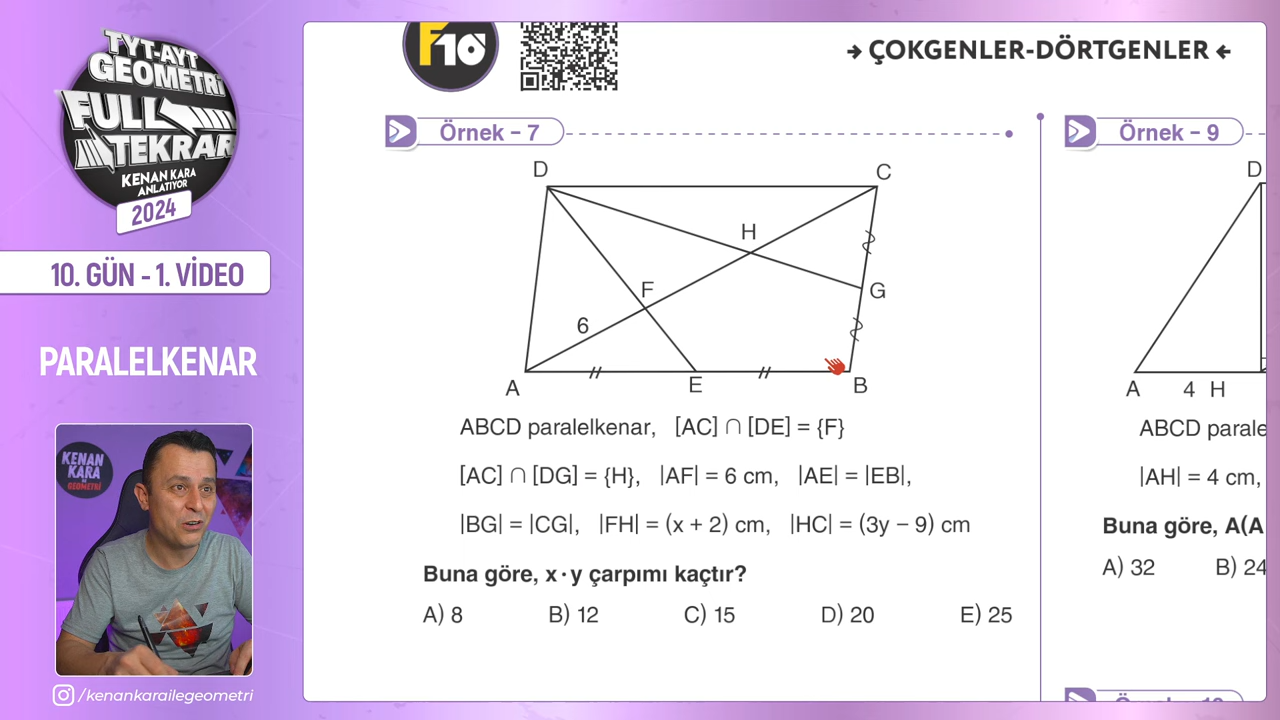 TYT-AYT
GEOMETRİ
FULL
TEKRAR
KENAN KARA
ANLATIYOR
2024
10. GÜN - 1. VİDEO
PARALELKENAR
KENAN
KARA
GEOMETRİ
/kenankarailegeometri
F10
→ ÇOKGENLER-DÖRTGENLER ←
Örnek – 7
D
C
H
G
F
6
A
E
B
ABCD paralelkenar, [AC] ∩ [DE] = {F}
[AC] ∩ [DG] = {H}, |AF| = 6 cm, |AE| = |EB|,
|BG| = |CG|, |FH| = (x + 2) cm, |HC| = (3y − 9) cm
Buna göre, x · y çarpımı kaçtır?
A) 8 B) 12 C) 15 D) 20 E) 25
Örnek – 9
D
A 4 H
ABCD parale
|AH| = 4 cm,
Buna göre, A(A
A) 32 B) 24